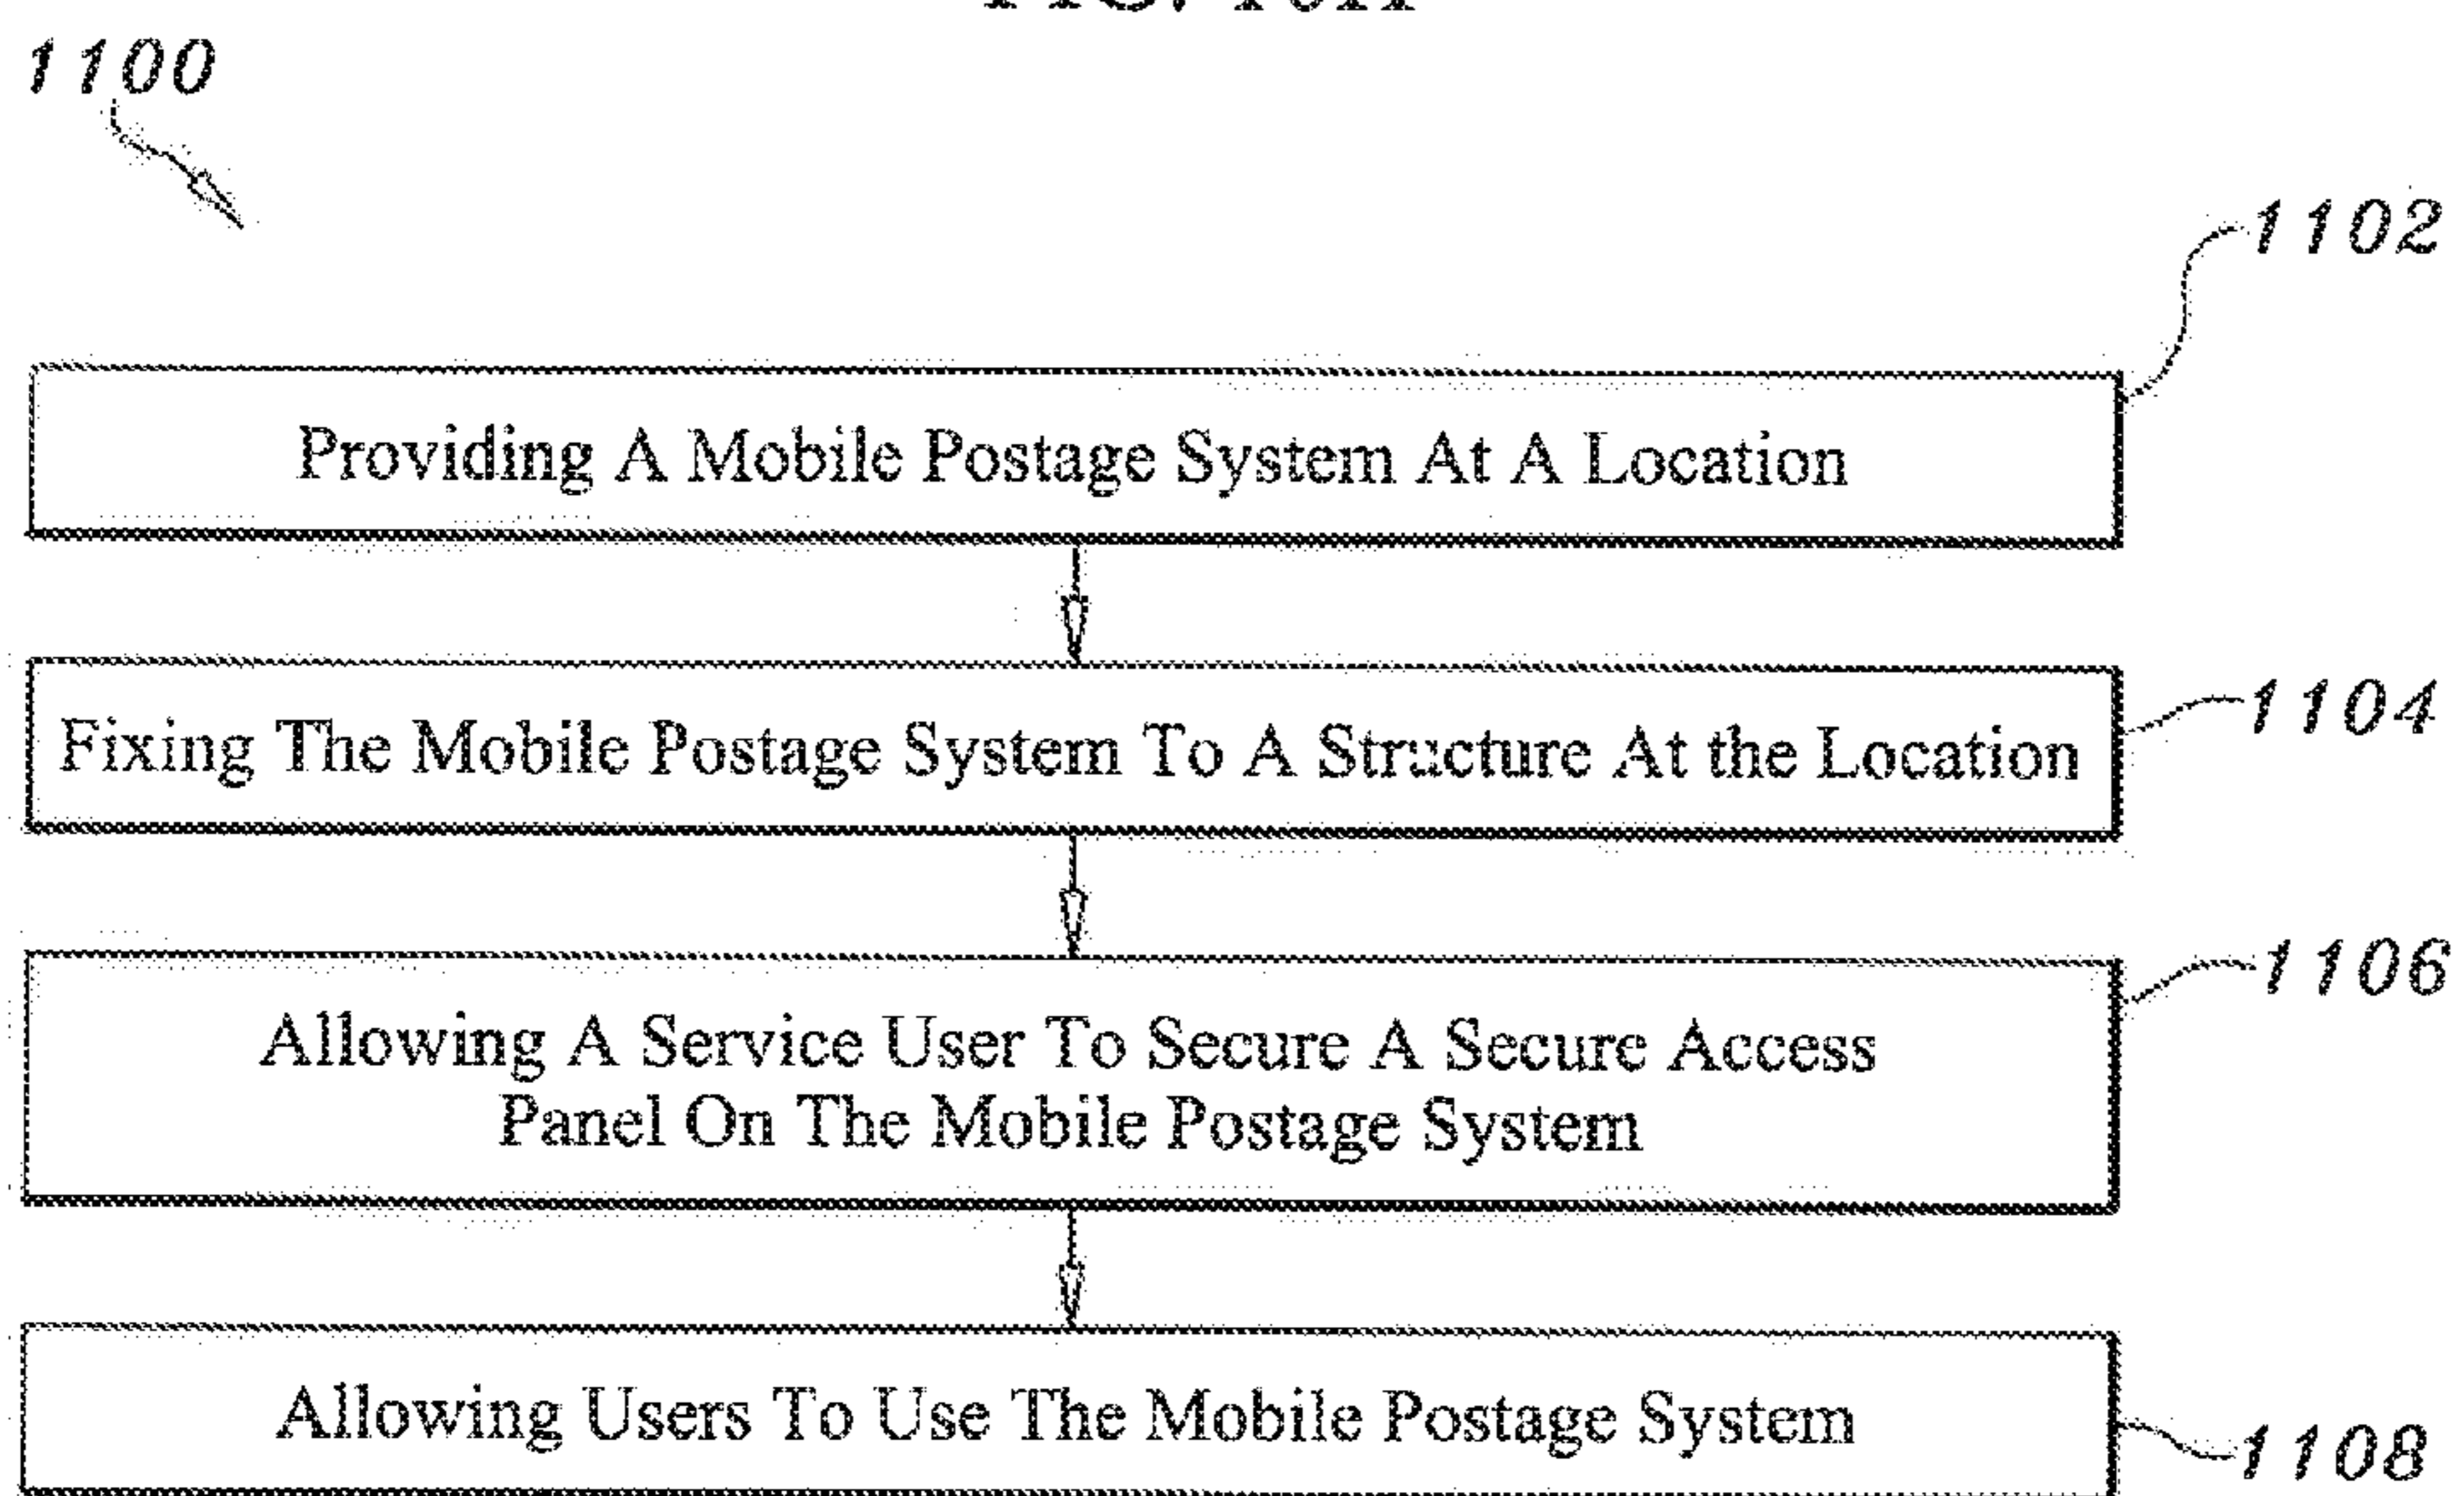 1100
1102
Providing A Mobile Postage System At A Location
1104
Fixing The Mobile Postage System To A Structure At the Location
1106
Allowing A Service User To Secure A Secure Access
Panel On The Mobile Postage System
Allowing Users To Use The Mobile Postage System
1108